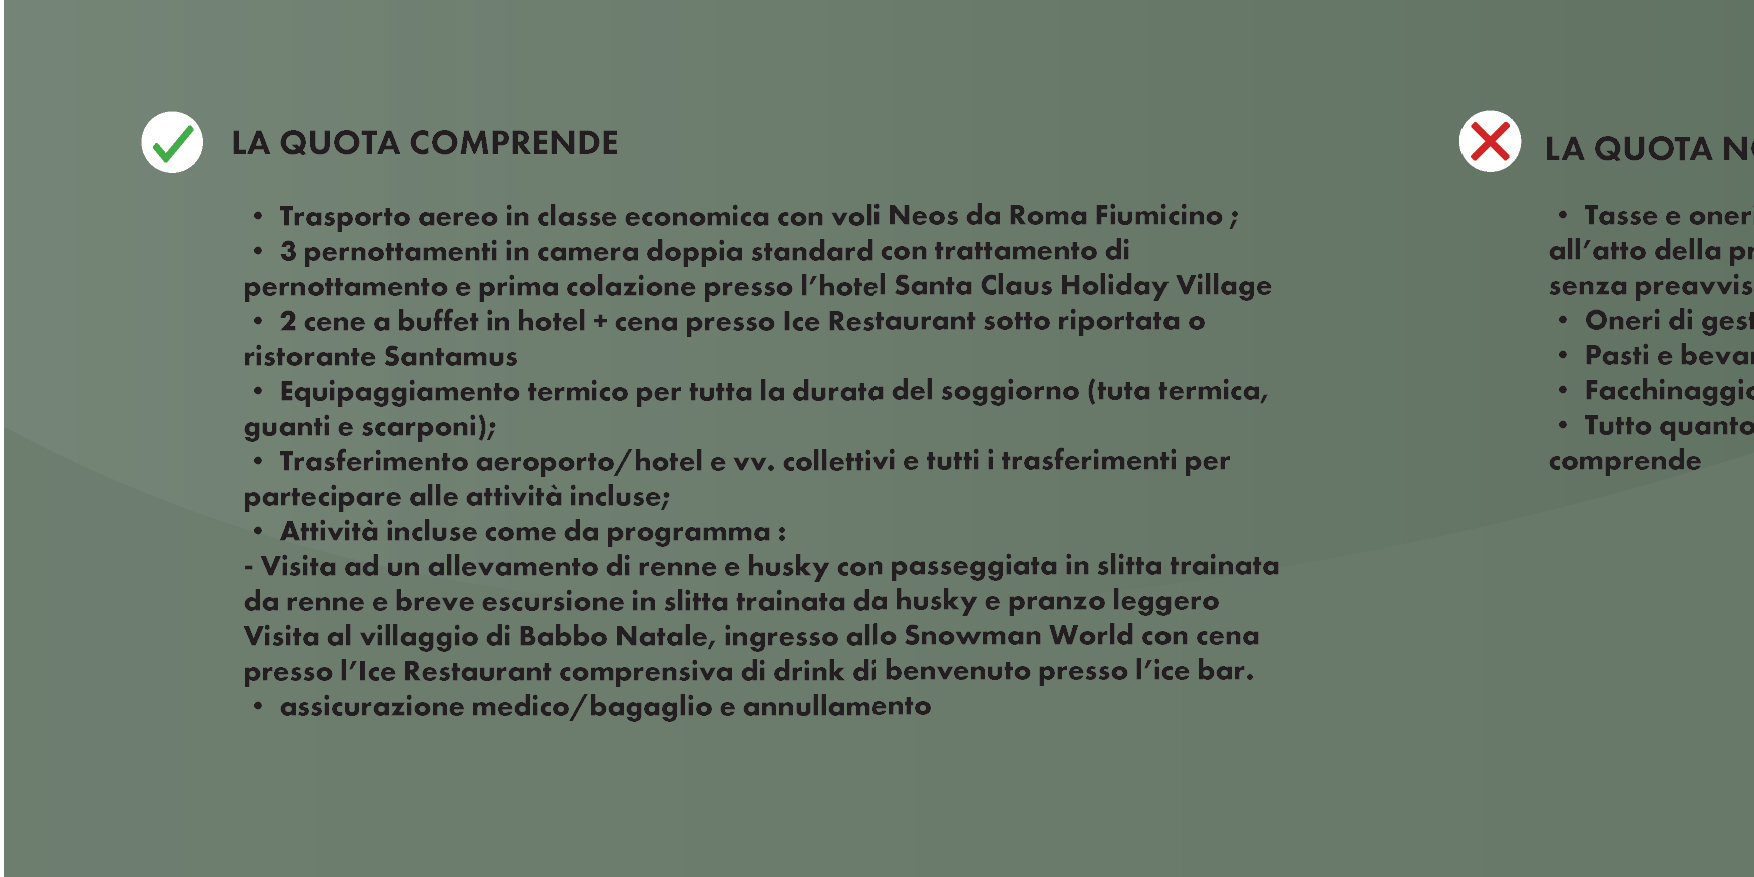 LA QUOTA COMPRENDE
• Trasporto aereo in classe economica con voli Neos da Roma Fiumicino ;
• 3 pernottamenti in camera doppia standard con trattamento di
pernottamento e prima colazione presso l’hotel Santa Claus Holiday Village
• 2 cene a buffet in hotel + cena presso Ice Restaurant sotto riportata o
ristorante Santamus
• Equipaggiamento termico per tutta la durata del soggiorno (tuta termica,
guanti e scarponi);
• Trasferimento aeroporto/hotel e vv. collettivi e tutti i trasferimenti per
partecipare alle attività incluse;
• Attività incluse come da programma :
- Visita ad un allevamento di renne e husky con passeggiata in slitta trainata
da renne e breve escursione in slitta trainata da husky e pranzo leggero
Visita al villaggio di Babbo Natale, ingresso allo Snowman World con cena
presso l’Ice Restaurant comprensiva di drink di benvenuto presso l’ice bar.
• assicurazione medico/bagaglio e annullamento
LA QUOTA
• Tasse e
all’atto della
senza
• Oneri di
• Pasti e
•
• Tutto quanto
comprende